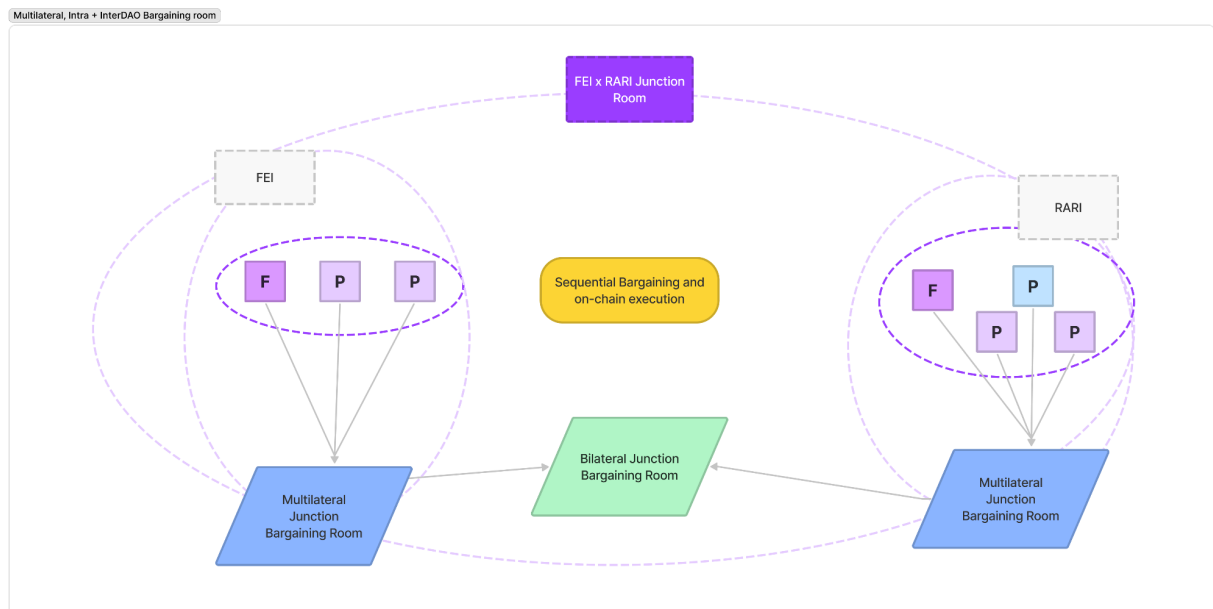 Multilateral, Intra + InterDAO Bargaining room
FEI x RARI Junction
Room
FEI
RARI
F
P
P
Sequential Bargaining and
on-chain execution
F
P
P
P
Bilateral Junction
Bargaining Room
Multilateral
Junction
Bargaining Room
Multilateral
Junction
Bargaining Room